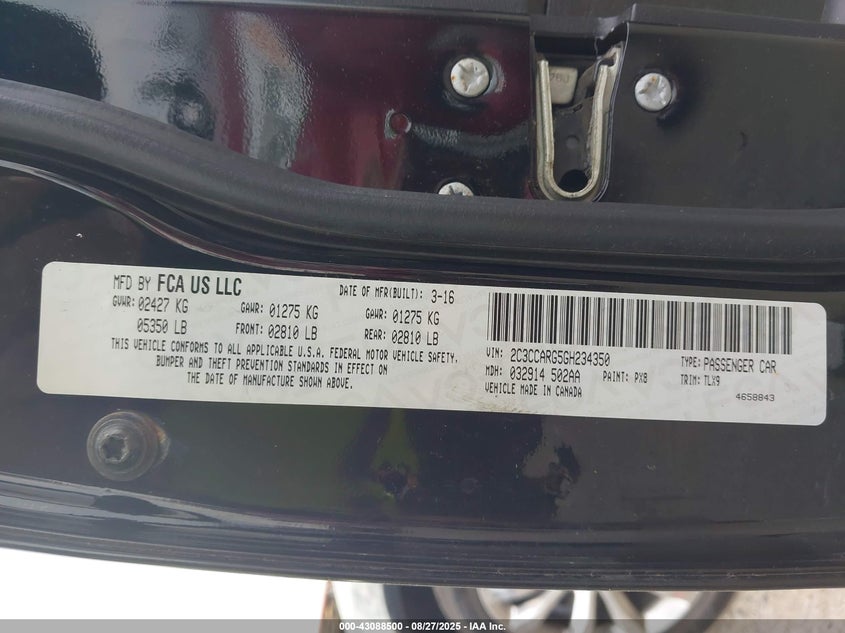 MFD BY FCA US LLC DATE OF MFR(BUILT): 3-16
GVWR: 02427 KG GAWR: 01275 KG GAWR: 01275 KG
05350 LB FRONT: 02810 LB REAR: 02810 LB
THIS VEHICLE CONFORMS TO ALL APPLICABLE U.S.A. FEDERAL MOTOR VEHICLE SAFETY,
BUMPER AND THEFT PREVENTION STANDARDS IN EFFECT ON
THE DATE OF MANUFACTURE SHOWN ABOVE.
VIN: 2C3CCARG5GH234350 TYPE: PASSENGER CAR
MDH: 032914 502AA PAINT: PX8 TRIM: TLX9
VEHICLE MADE IN CANADA 4658843
000-43088500 - 08/27/2025 - IAA Inc.